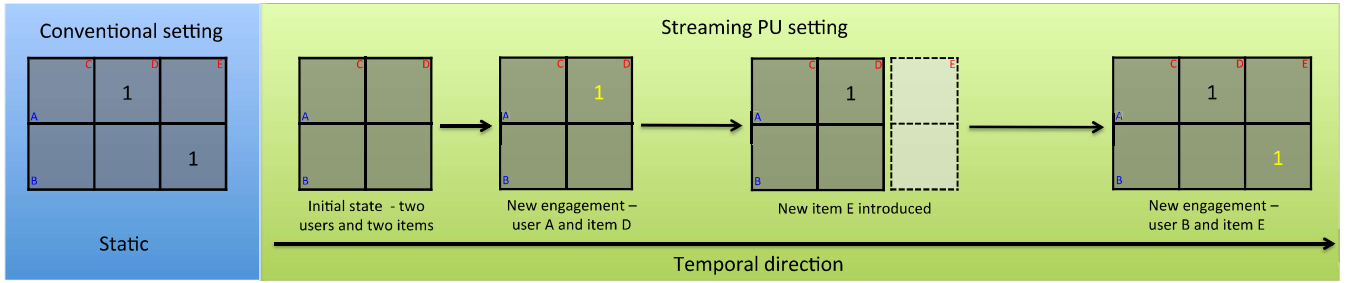 Conventional setting
C D E
A 1
B 1
Static
Streaming PU setting
C D
A
B
Initial state - two
users and two items
C D
A 1
B
New engagement –
user A and item D
C D E
A 1
B
New item E introduced
C D E
A 1
B 1
New engagement –
user B and item E
Temporal direction